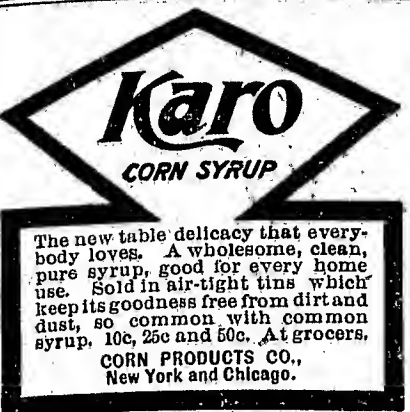 Karo
CORN SYRUP
The new table delicacy that every-
body loves. A wholesome, clean,
pure syrup, good for every home
use. Sold in air-tight tins which
keep its goodness free from dirt and
dust, so common with common
syrup. 10c, 25c and 50c. At grocers.
CORN PRODUCTS CO.,
New York and Chicago.